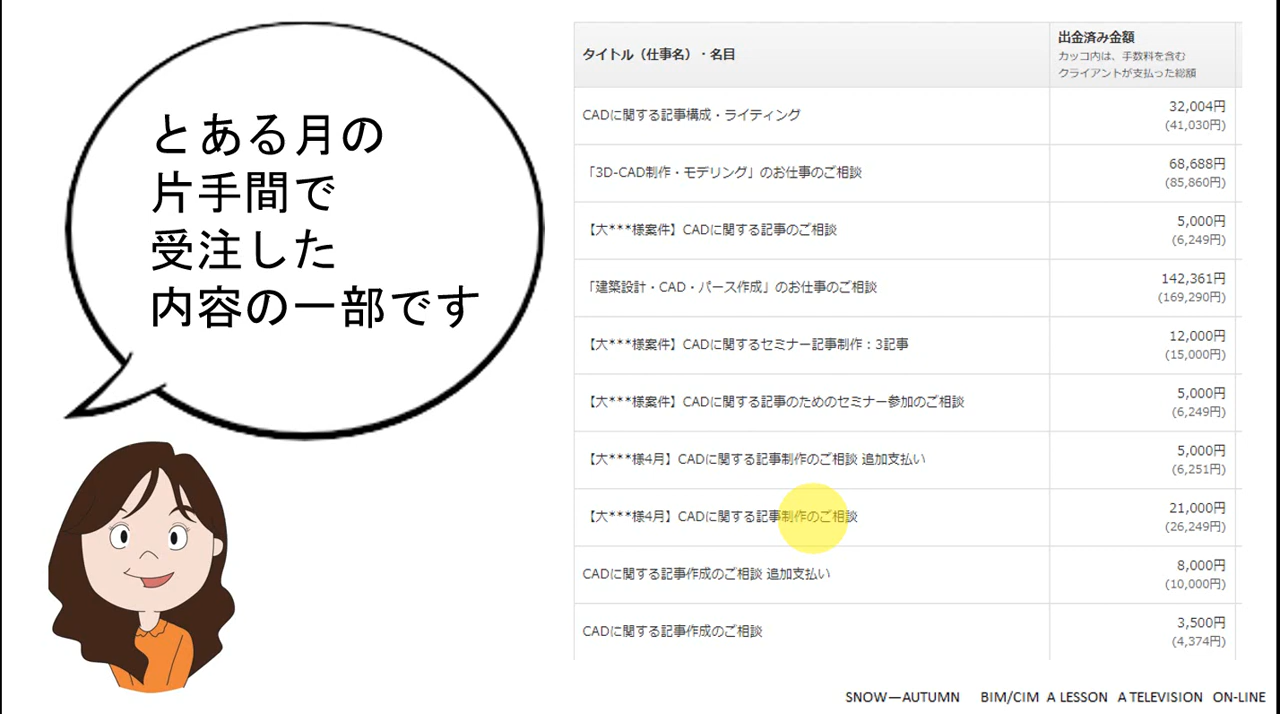 とある月の
片手間で
受注した
内容の一部です
タイトル（仕事名）・名目
出金済み金額
カッコ内は、手数料を含む
クライアントが支払った総額
CADに関する記事構成・ライティング
32,004円
(41,030円)
「3D-CAD制作・モデリング」のお仕事のご相談
68,688円
(85,860円)
【大***様案件】CADに関する記事のご相談
5,000円
(6,249円)
「建築設計・CAD・パース作成」のお仕事のご相談
142,361円
(169,290円)
【大***様案件】CADに関するセミナー記事制作：3記事
12,000円
(15,000円)
【大***様案件】CADに関する記事のためのセミナー参加のご相談
5,000円
(6,249円)
【大***様4月】CADに関する記事制作のご相談 追加支払い
5,000円
(6,251円)
【大***様4月】CADに関する記事制作のご相談
21,000円
(26,249円)
CADに関する記事作成のご相談 追加支払い
8,000円
(10,000円)
CADに関する記事作成のご相談
3,500円
(4,374円)
SNOW—AUTUMN BIM/CIM A LESSON A TELEVISION ON-LINE